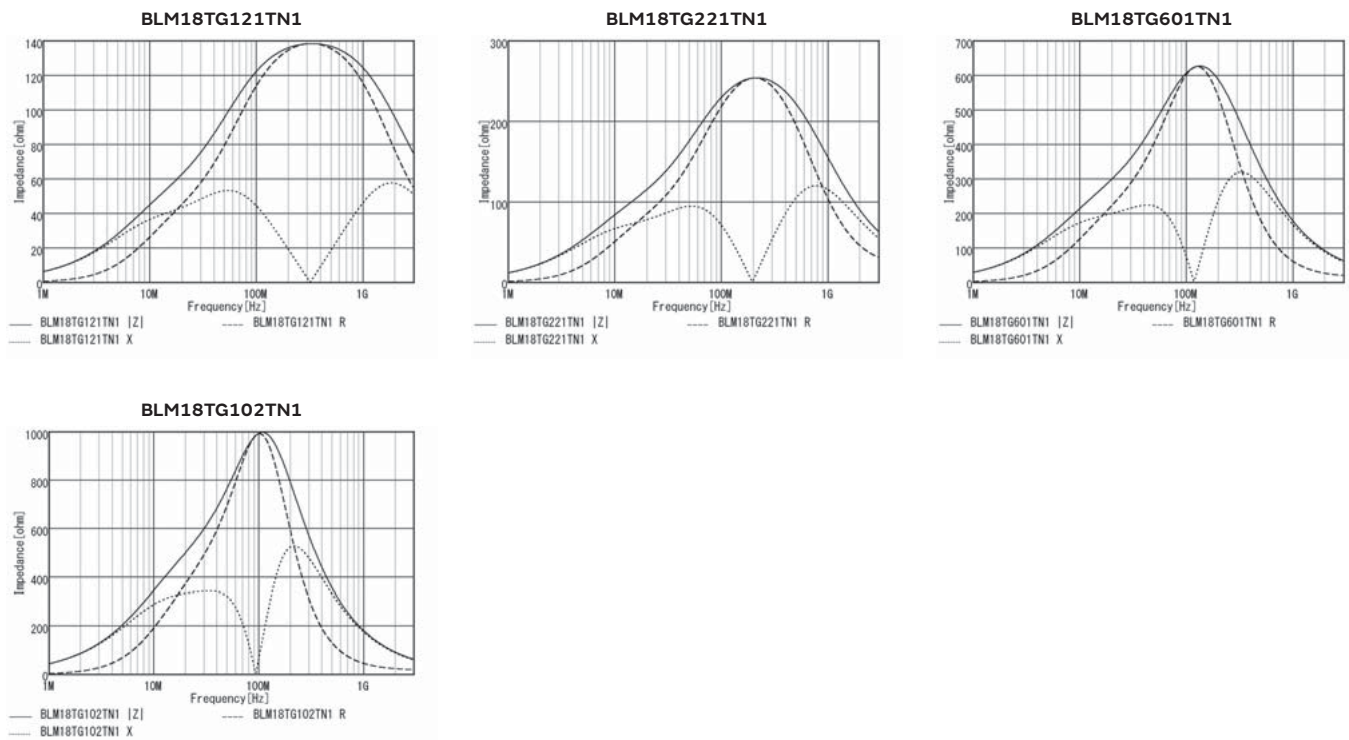 BLM18TG121TN1
140
120
100
80
60
40
20
0
Impedance[ohm]
1M 10M 100M 1G
Frequency[Hz]
BLM18TG121TN1 |Z| BLM18TG121TN1 R
BLM18TG121TN1 X
BLM18TG221TN1
300
200
100
0
Impedance[ohm]
1M 10M 100M 1G
Frequency[Hz]
BLM18TG221TN1 |Z| BLM18TG221TN1 R
BLM18TG221TN1 X
BLM18TG601TN1
700
600
500
400
300
200
100
0
Impedance[ohm]
1M 10M 100M 1G
Frequency[Hz]
BLM18TG601TN1 |Z| BLM18TG601TN1 R
BLM18TG601TN1 X
BLM18TG102TN1
1000
800
600
400
200
0
Impedance[ohm]
1M 10M 100M 1G
Frequency[Hz]
BLM18TG102TN1 |Z| BLM18TG102TN1 R
BLM18TG102TN1 X